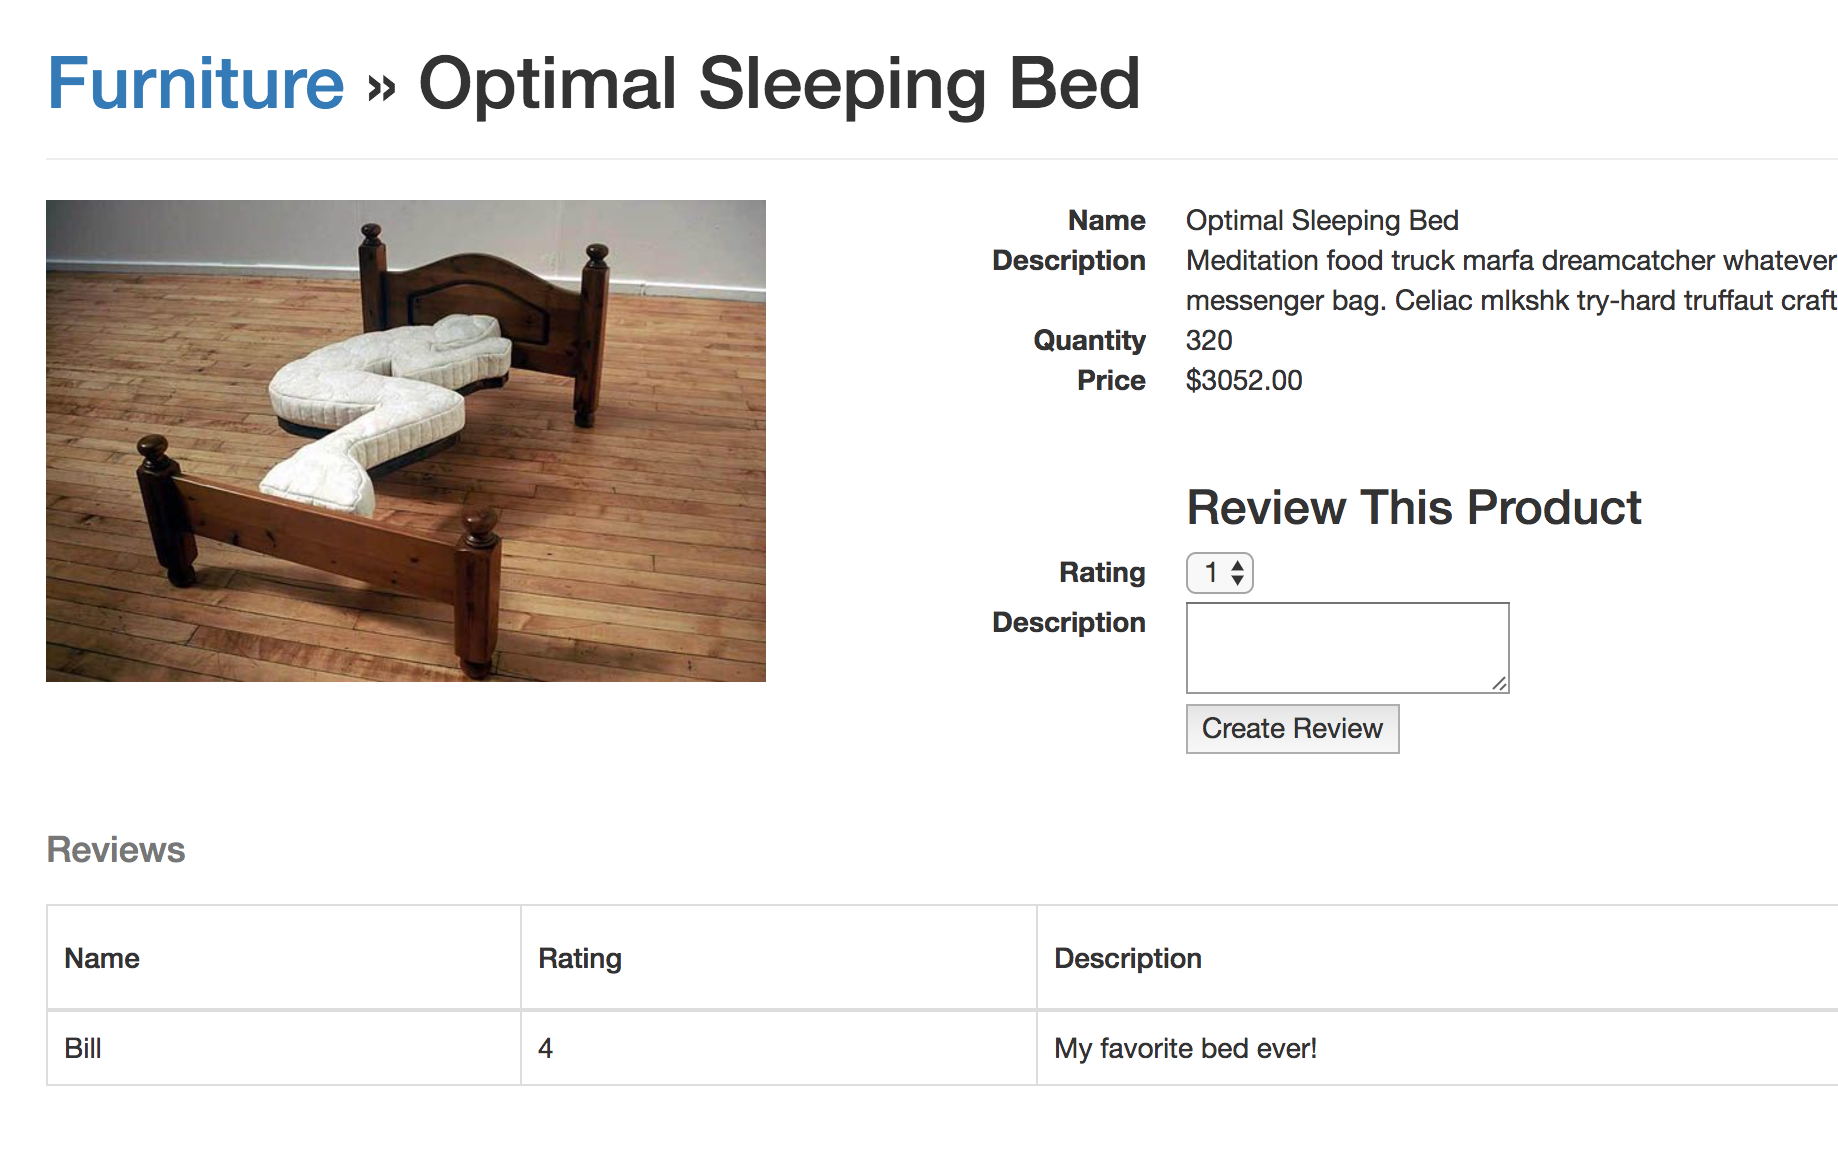 Furniture » Optimal Sleeping Bed
Name Optimal Sleeping Bed
Description Meditation food truck marfa dreamcatcher whatever
messenger bag. Celiac mlkshk try-hard truffaut craft
Quantity 320
Price $3052.00
Review This Product
Rating 1
Description
Create Review
Reviews
Name Rating Description
Bill 4 My favorite bed ever!